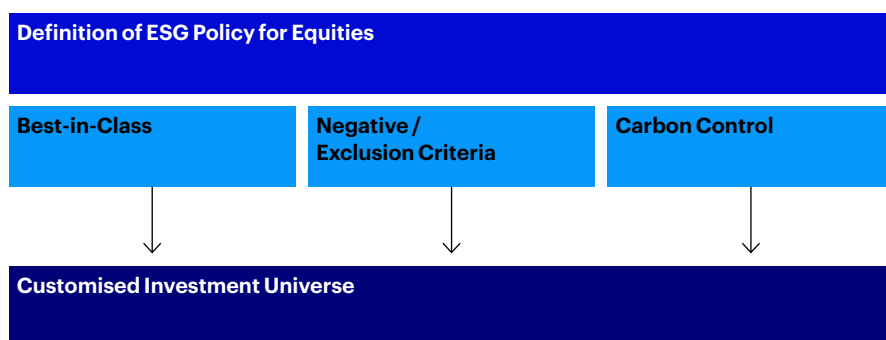 Definition of ESG Policy for Equities
Best-in-Class
Negative /
Exclusion Criteria
Carbon Control
Customised Investment Universe